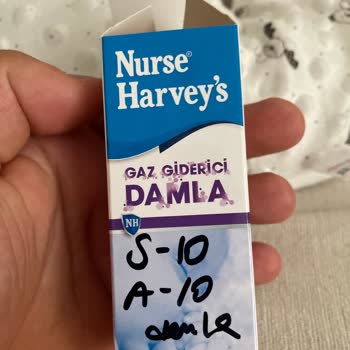 Nurse®
Harvey's
GAZ GİDERİCİ
DAMLA
NH
S-10
A-10
damla